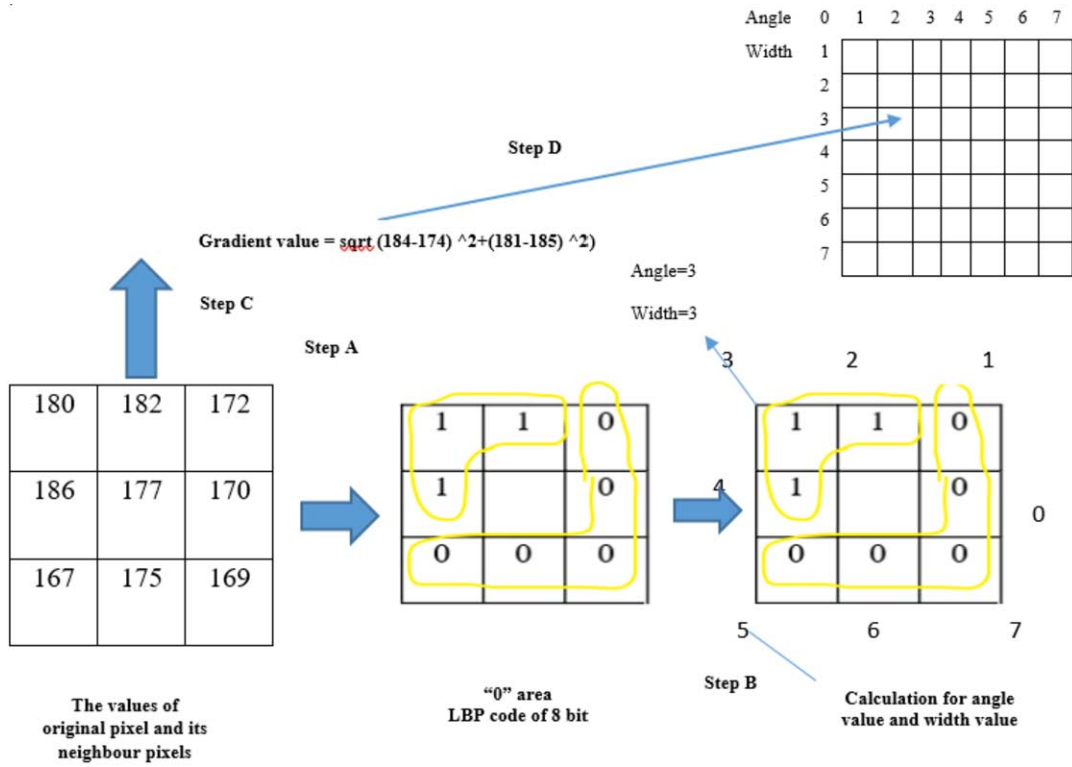 Angle 0 1 2 3 4 5 6 7
Width 1
2
3
4
5
6
7
Step D
Gradient value = sqrt (184-174) ^2+(181-185) ^2)
Angle=3
Width=3
Step C
Step A
3 2 1
180 182 172
186 177 170
167 175 169
1 1 0
1 0
0 0 0
1 1 0
4 1 0 0
0 0 0
5 6 7
Step B
The values of
original pixel and its
neighbour pixels
“0” area
LBP code of 8 bit
Calculation for angle
value and width value